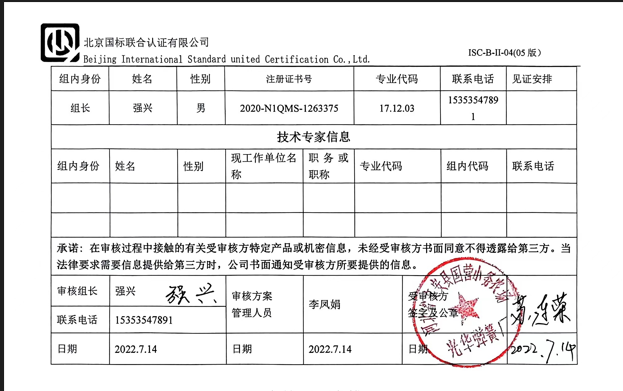 北京国标联合认证有限公司
Beijing International Standard united Certification Co.,Ltd.
ISC-B-II-04(05 版)
组内身份 姓名 性别 注册证书号 专业代码 联系电话 见证安排
组长 强兴 男 2020-N1QMS-1263375 17.12.03 1535354789
1
技术专家信息
组内身份 姓名 性别 现工作单位名
称 职 务 或
职称 专业代码 组内代码 联系电话
承诺：在审核过程中接触的有关受审核方特定产品或机密信息，未经受审核方书面同意不得透露给第三方。当
法律要求需要信息提供给第三方时，公司书面通知受审核方所要提供的信息。
审核组长 强兴 强兴 审核方案
管理人员 李凤娟 受审核方
签字及公章
联系电话 15353547891
日期 2022.7.14 日期 2022.7.14 日期 2022.7.14